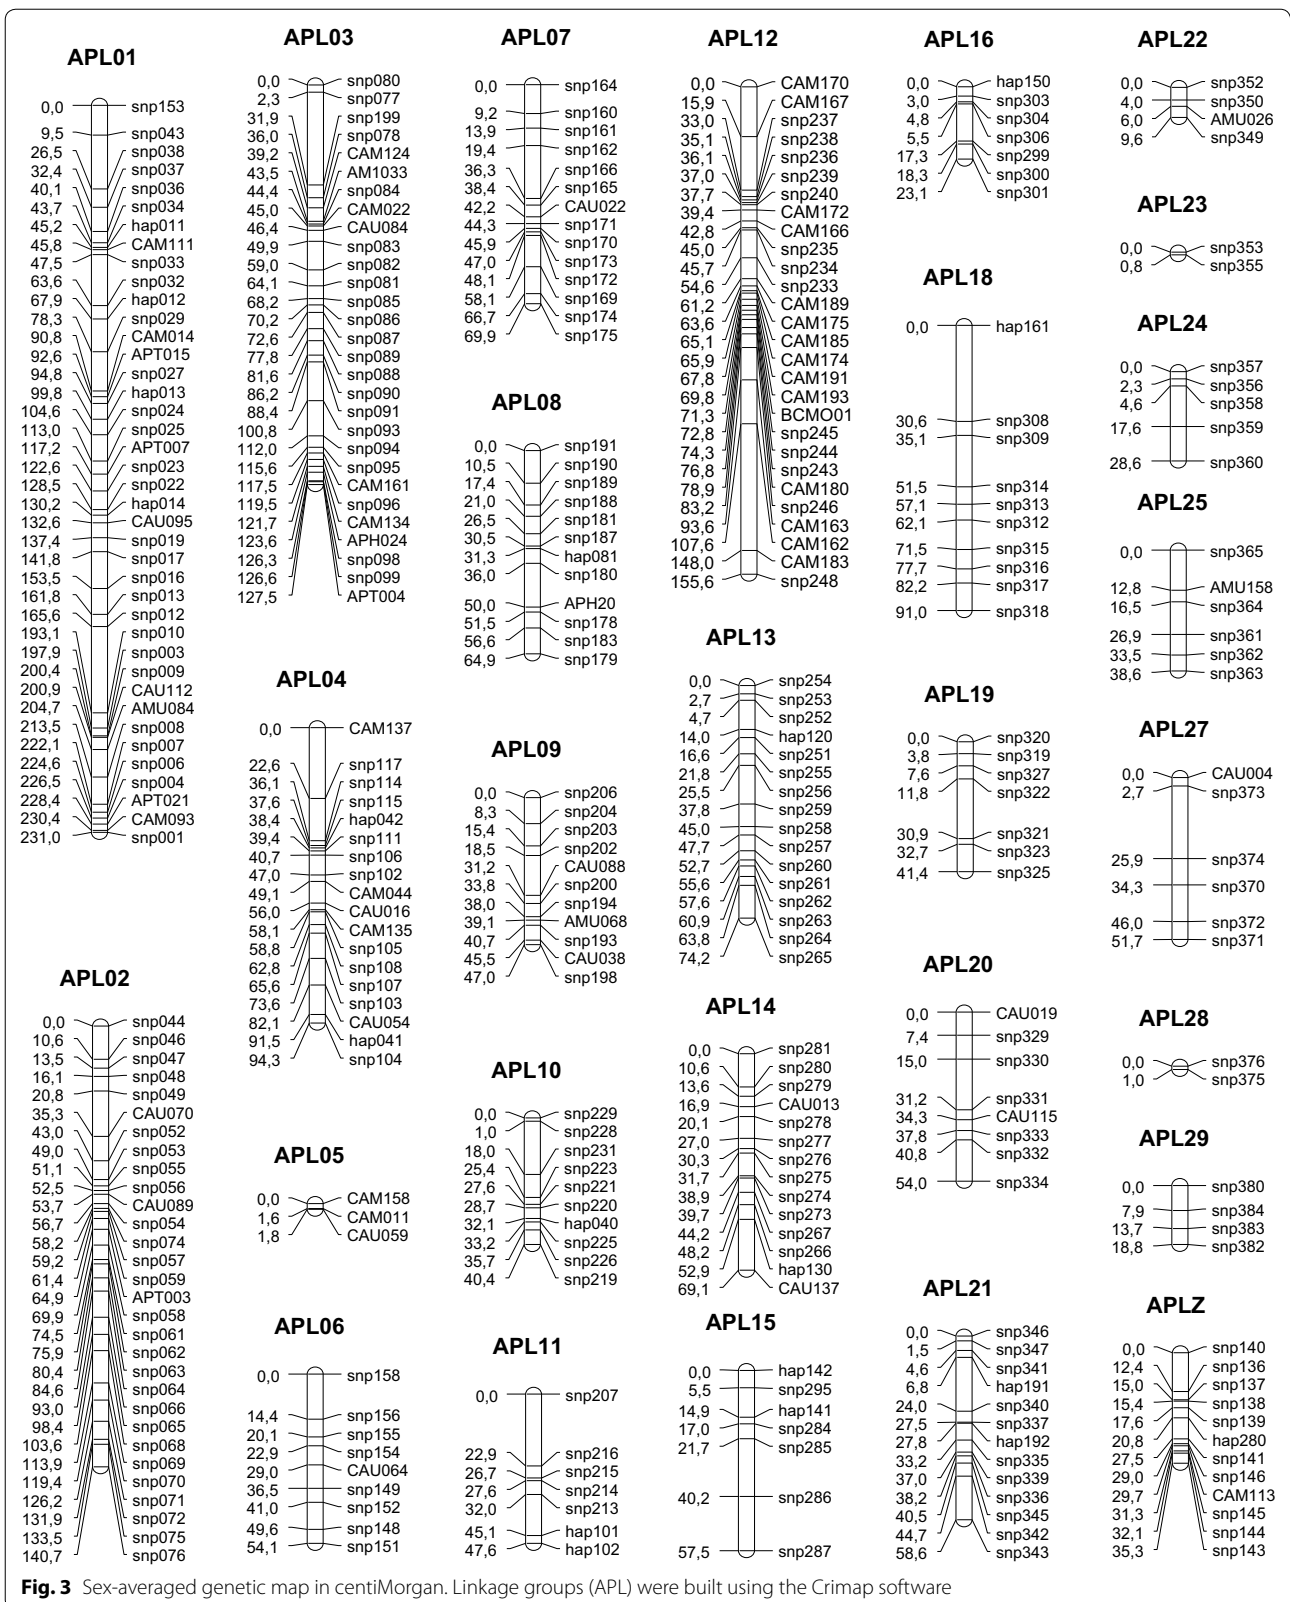 APL01
0,0 snp153
9,5 snp043
26,5 snp038
32,4 snp037
40,1 snp036
43,7 snp034
45,2 hap011
45,8 CAM111
47,5 snp033
63,6 snp032
67,9 hap012
78,3 snp029
90,8 CAM014
92,6 APT015
94,8 snp027
99,8 hap013
104,6 snp024
113,0 snp025
117,2 APT007
122,6 snp023
128,5 snp022
130,2 hap014
132,6 CAU095
137,4 snp019
141,8 snp017
153,5 snp016
161,8 snp013
165,6 snp012
193,1 snp010
197,9 snp003
200,4 snp009
200,9 CAU112
204,7 AMU084
213,5 snp008
222,1 snp007
224,6 snp006
226,5 snp004
228,4 APT021
230,4 CAM093
231,0 snp001
APL02
0,0 snp044
10,6 snp046
13,5 snp047
16,1 snp048
20,8 snp049
35,3 CAU070
43,0 snp052
49,0 snp053
51,1 snp055
52,5 snp056
53,7 CAU089
56,7 snp054
58,2 snp074
59,2 snp057
61,4 snp059
64,9 APT003
69,9 snp058
74,5 snp061
75,9 snp062
80,4 snp063
84,6 snp064
93,0 snp066
98,4 snp065
103,6 snp068
113,9 snp069
119,4 snp070
126,2 snp071
131,9 snp072
133,5 snp075
140,7 snp076
APL03
0,0 snp080
2,3 snp077
31,9 snp199
36,0 snp078
39,2 CAM124
43,5 AM1033
44,4 snp084
45,0 CAM022
46,4 CAU084
49,9 snp083
59,0 snp082
64,1 snp081
68,2 snp085
70,2 snp086
72,6 snp087
77,8 snp089
81,6 snp088
86,2 snp090
88,4 snp091
100,8 snp093
112,0 snp094
115,6 snp095
117,5 CAM161
119,5 snp096
121,7 CAM134
123,6 APH024
126,3 snp098
126,6 snp099
127,5 APT004
APL04
0,0 CAM137
22,6 snp117
36,1 snp114
37,6 snp115
38,4 hap042
39,4 snp111
40,7 snp106
47,0 snp102
49,1 CAM044
56,0 CAU016
58,1 CAM135
58,8 snp105
62,8 snp108
65,6 snp107
73,6 snp103
82,1 CAU054
91,5 hap041
94,3 snp104
APL05
0,0 CAM158
1,6 CAM011
1,8 CAU059
APL06
0,0 snp158
14,4 snp156
20,1 snp155
22,9 snp154
29,0 CAU064
36,5 snp149
41,0 snp152
49,6 snp148
54,1 snp151
APL07
0,0 snp164
9,2 snp160
13,9 snp161
19,4 snp162
36,3 snp166
38,4 snp165
42,2 CAU022
44,3 snp171
45,9 snp170
47,0 snp173
48,1 snp172
58,1 snp169
66,7 snp174
69,9 snp175
APL08
0,0 snp191
10,5 snp190
17,4 snp189
21,0 snp188
26,5 snp181
30,5 snp187
31,3 hap081
36,0 snp180
50,0 APH20
51,5 snp178
56,6 snp183
64,9 snp179
APL09
0,0 snp206
8,3 snp204
15,4 snp203
18,5 snp202
31,2 CAU088
33,8 snp200
38,0 snp194
39,1 AMU068
40,7 snp193
45,5 CAU038
47,0 snp198
APL10
0,0 snp229
1,0 snp228
18,0 snp231
25,4 snp223
27,6 snp221
28,7 snp220
32,1 hap040
33,2 snp225
35,7 snp226
40,4 snp219
APL11
0,0 snp207
22,9 snp216
26,7 snp215
27,6 snp214
32,0 snp213
45,1 hap101
47,6 hap102
APL12
0,0 CAM170
15,9 CAM167
33,0 snp237
35,1 snp238
36,1 snp236
37,0 snp239
37,7 snp240
39,4 CAM172
42,8 CAM166
45,0 snp235
45,7 snp234
54,6 snp233
61,2 CAM189
63,6 CAM175
65,1 CAM185
65,9 CAM174
67,8 CAM191
69,8 CAM193
71,3 BCMO01
72,8 snp245
74,3 snp244
76,8 snp243
78,9 CAM180
83,2 snp246
93,6 CAM163
107,6 CAM162
148,0 CAM183
155,6 snp248
APL13
0,0 snp254
2,7 snp253
4,7 snp252
14,0 hap120
16,6 snp251
21,8 snp255
25,5 snp256
37,8 snp259
45,0 snp258
47,7 snp257
52,7 snp260
55,6 snp261
57,6 snp262
60,9 snp263
63,8 snp264
74,2 snp265
APL14
0,0 snp281
10,6 snp280
13,6 snp279
16,9 CAU013
20,1 snp278
27,0 snp277
30,3 snp276
31,7 snp275
38,9 snp274
39,7 snp273
44,2 snp267
48,2 snp266
52,9 hap130
69,1 CAU137
APL15
0,0 hap142
5,5 snp295
14,9 hap141
17,0 snp284
21,7 snp285
40,2 snp286
57,5 snp287
APL16
0,0 hap150
3,0 snp303
4,8 snp304
5,5 snp306
17,3 snp299
18,3 snp300
23,1 snp301
APL18
0,0 hap161
30,6 snp308
35,1 snp309
51,5 snp314
57,1 snp313
62,1 snp312
71,5 snp315
77,7 snp316
82,2 snp317
91,0 snp318
APL19
0,0 snp320
3,8 snp319
7,6 snp327
11,8 snp322
30,9 snp321
32,7 snp323
41,4 snp325
APL20
0,0 CAU019
7,4 snp329
15,0 snp330
31,2 snp331
34,3 CAU115
37,8 snp333
40,8 snp332
54,0 snp334
APL21
0,0 snp346
1,5 snp347
4,6 snp341
6,8 hap191
24,0 snp340
27,5 snp337
27,8 hap192
33,2 snp335
37,0 snp339
38,2 snp336
40,5 snp345
44,7 snp342
58,6 snp343
APL22
0,0 snp352
4,0 snp350
6,0 AMU026
9,6 snp349
APL23
0,0 snp353
0,8 snp355
APL24
0,0 snp357
2,3 snp356
4,6 snp358
17,6 snp359
28,6 snp360
APL25
0,0 snp365
12,8 AMU158
16,5 snp364
26,9 snp361
33,5 snp362
38,6 snp363
APL27
0,0 CAU004
2,7 snp373
25,9 snp374
34,3 snp370
46,0 snp372
51,7 snp371
APL28
0,0 snp376
1,0 snp375
APL29
0,0 snp380
7,9 snp384
13,7 snp383
18,8 snp382
APLZ
0,0 snp140
12,4 snp136
15,0 snp137
15,4 snp138
17,6 snp139
20,8 hap280
27,5 snp141
29,0 snp146
29,7 CAM113
31,3 snp145
32,1 snp144
35,3 snp143
Fig. 3 Sex-averaged genetic map in centiMorgan. Linkage groups (APL) were built using the Crimap software